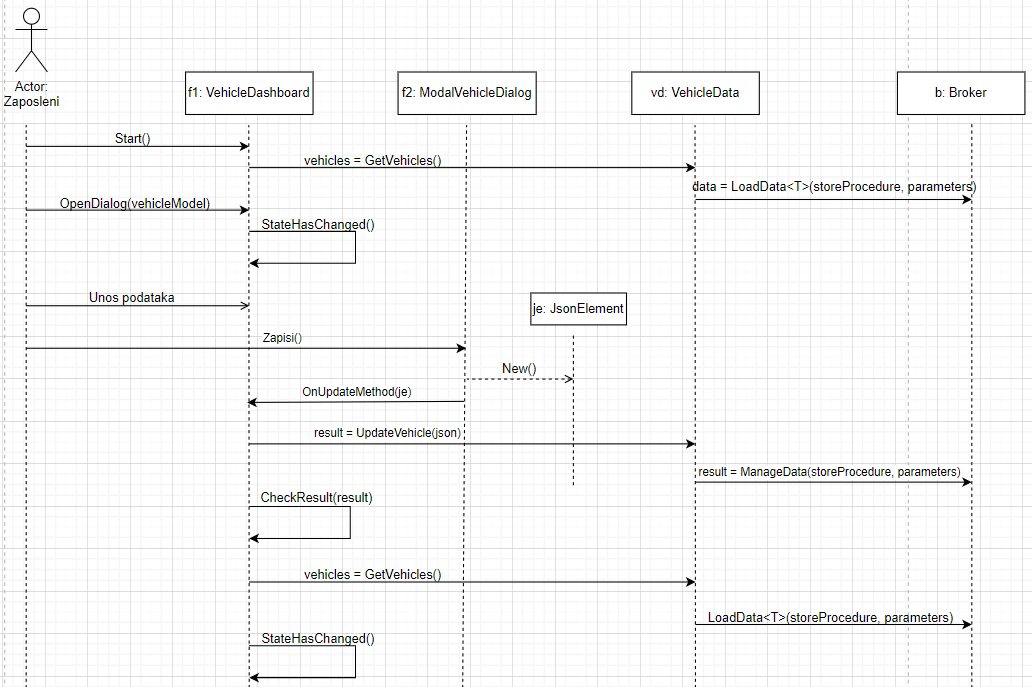 Actor:
Zaposleni
f1: VehicleDashboard
f2: ModalVehicleDialog
vd: VehicleData
b: Broker
Start()
vehicles = GetVehicles()
data = LoadData<T>(storeProcedure, parameters)
OpenDialog(vehicleModel)
StateHasChanged()
Unos podataka
je: JsonElement
Zapisi()
New()
OnUpdateMethod(je)
result = UpdateVehicle(json)
result = ManageData(storeProcedure, parameters)
CheckResult(result)
vehicles = GetVehicles()
LoadData<T>(storeProcedure, parameters)
StateHasChanged()